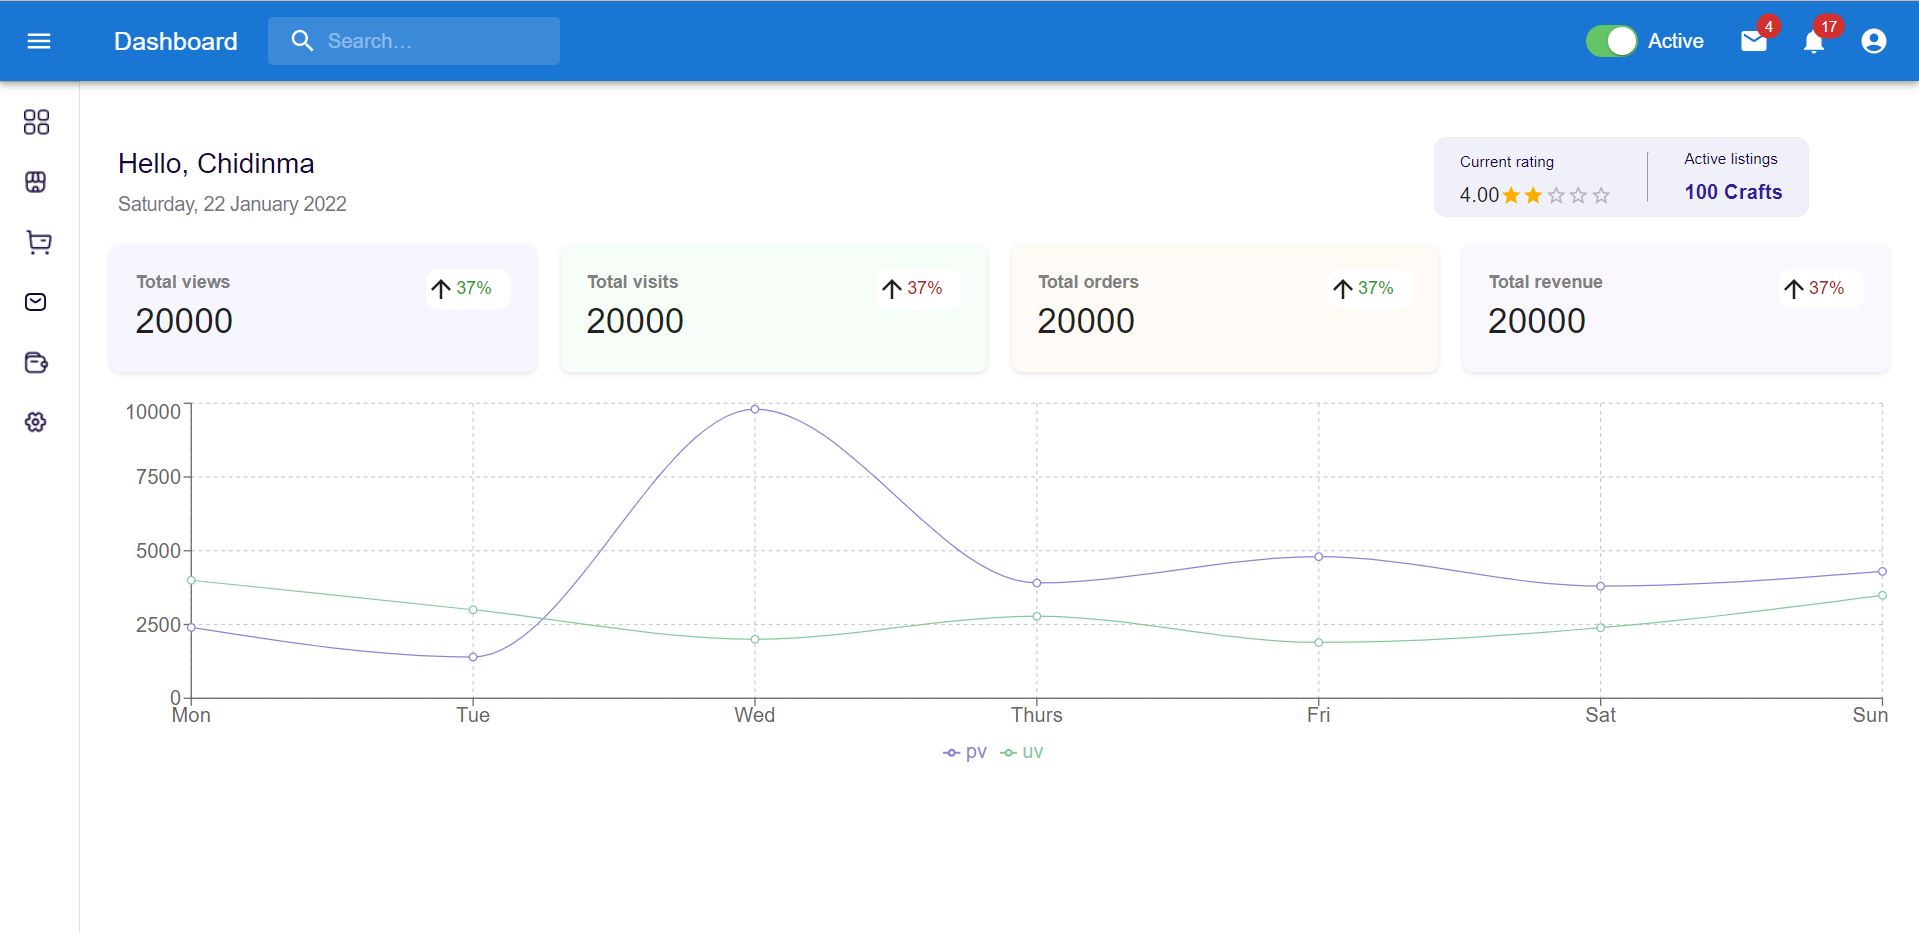 Dashboard
Search...
Active
4
17
Hello, Chidinma
Saturday, 22 January 2022
Current rating
4.00
Active listings
100 Crafts
Total views
37%
20000
Total visits
37%
20000
Total orders
37%
20000
Total revenue
37%
20000
10000
7500
5000
2500
0
Mon Tue Wed Thurs Fri Sat Sun
pv uv